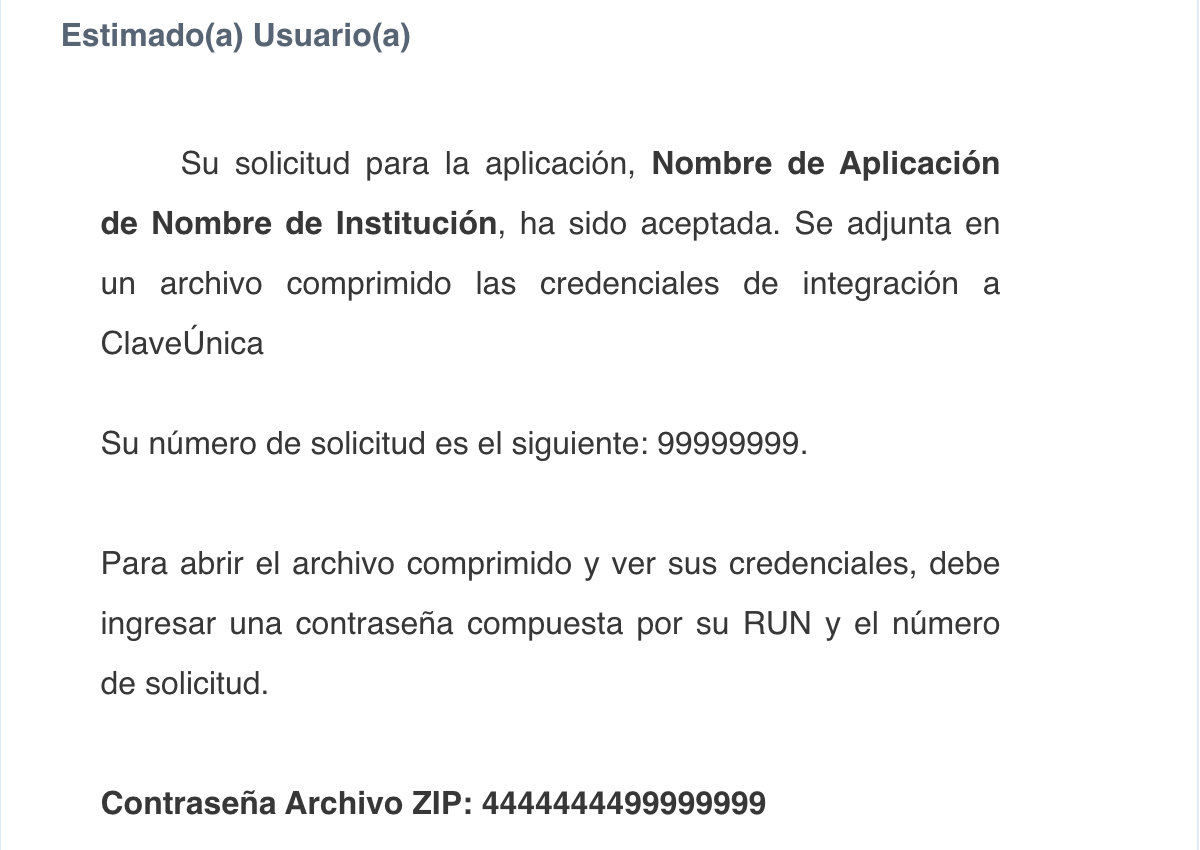 Estimado(a) Usuario(a)
Su solicitud para la aplicación, Nombre de Aplicación
de Nombre de Institución, ha sido aceptada. Se adjunta en
un archivo comprimido las credenciales de integración a
ClaveÚnica
Su número de solicitud es el siguiente: 99999999.
Para abrir el archivo comprimido y ver sus credenciales, debe
ingresar una contraseña compuesta por su RUN y el número
de solicitud.
Contraseña Archivo ZIP: 4444444499999999